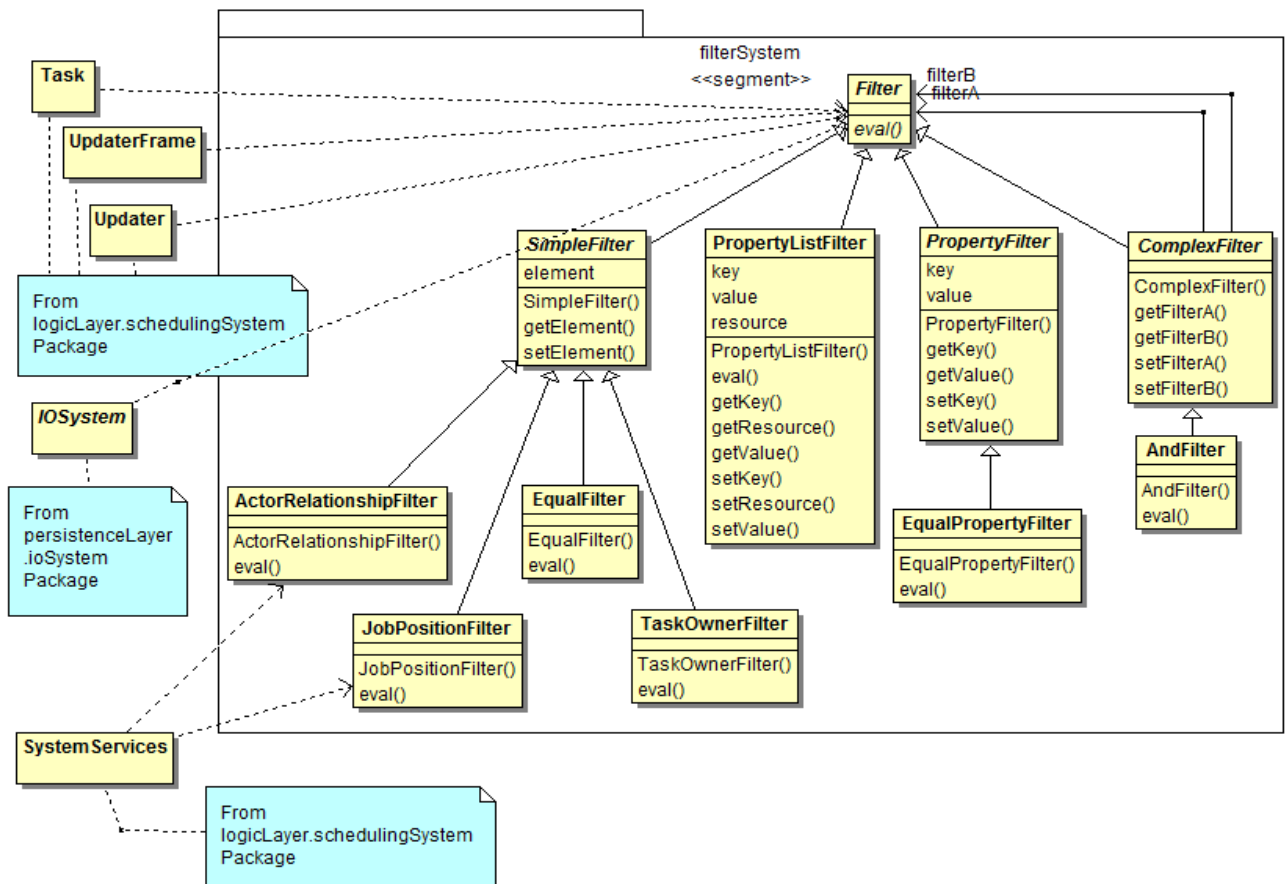 filterSystem
<<segment>>
Task
UpdaterFrame
Updater
From
logicLayer.schedulingSystem
Package
IOSystem
From
persistenceLayer
.ioSystem
Package
SystemServices
From
logicLayer.schedulingSystem
Package
Filter
eval()
filterB
filterA
SimpleFilter
element
SimpleFilter()
getElement()
setElement()
PropertyListFilter
key
value
resource
PropertyListFilter()
eval()
getKey()
getResource()
getValue()
setKey()
setResource()
setValue()
PropertyFilter
key
value
PropertyFilter()
getKey()
getValue()
setKey()
setValue()
ComplexFilter
ComplexFilter()
getFilterA()
getFilterB()
setFilterA()
setFilterB()
ActorRelationshipFilter
ActorRelationshipFilter()
eval()
EqualFilter
EqualFilter()
eval()
JobPositionFilter
JobPositionFilter()
eval()
TaskOwnerFilter
TaskOwnerFilter()
eval()
EqualPropertyFilter
EqualPropertyFilter()
eval()
AndFilter
AndFilter()
eval()